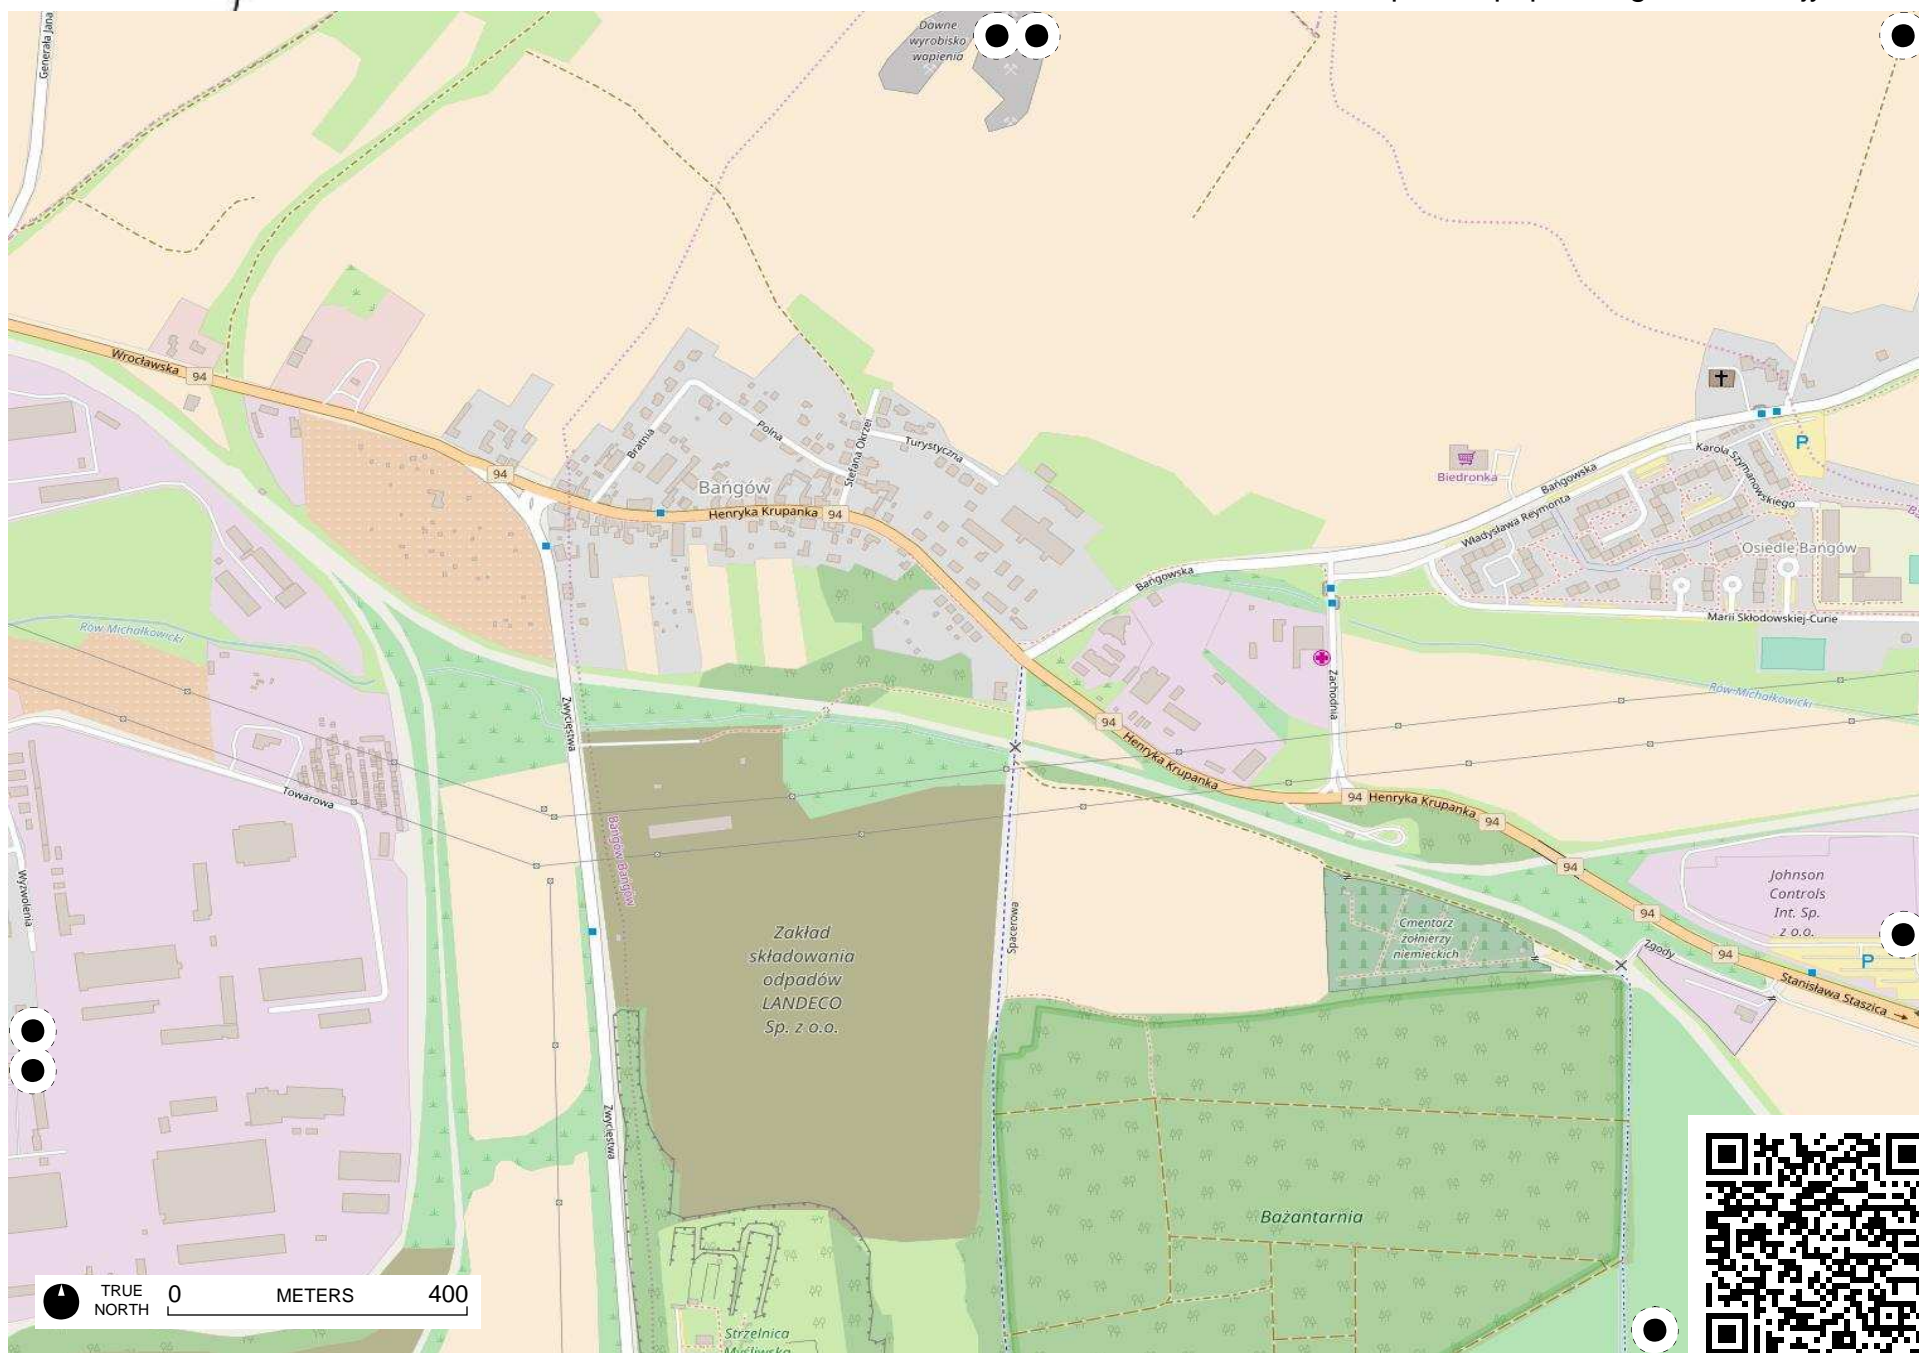 Generała Jana
Dawne
wyrobisko
wapienia
Wrocławska
94
94
Bratnia
Polna
Stefana Okrzei
Turystyczna
Bańgów
Henryka Krupanka
94
Biedronka
Bańgowska
Władysława Reymonta
Karola Szymanowskiego
P
Osiedle Bańgów
Marii Skłodowskiej-Curie
Bańgowska
Rów Michałkowicki
Rów Michałkowicki
Zachodnia
Zwycięstwa
94
Henryka Krupanka
Towarowa
94
Henryka Krupanka
94
94
Bańgów Bańgów
Wyzwolenia
Johnson
Controls
Int. Sp.
z o.o.
Zakład
składowania
odpadów
LANDECO
Sp. z o.o.
Spacerowa
Cmentarz
żołnierzy
niemieckich
94
Zgody
94
P
Stanisława Staszica
Zwycięstwa
Bażantarnia
TRUE
NORTH
0 METERS 400
Strzelnica
Myśliwska